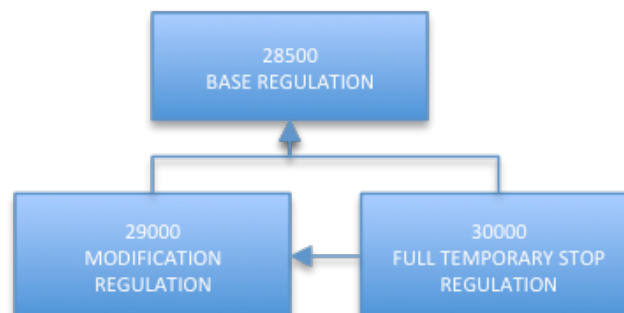 28500
BASE REGULATION
29000
MODIFICATION
REGULATION
30000
FULL TEMPORARY STOP
REGULATION